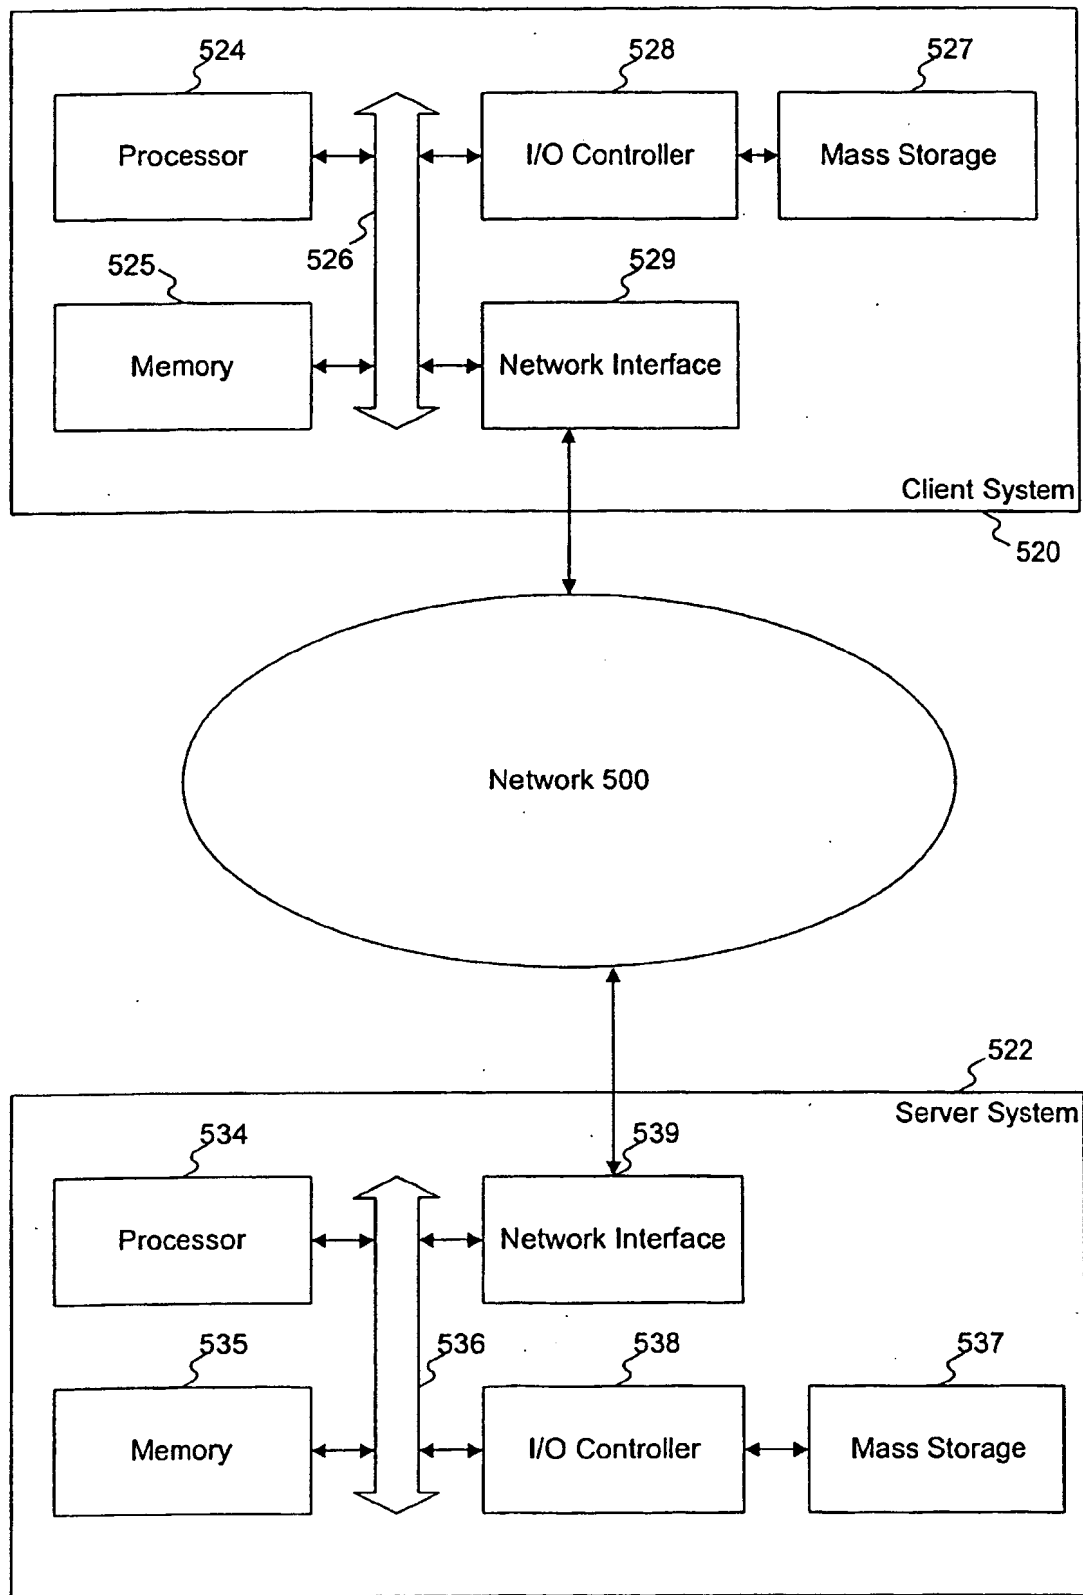 524
528
527
Processor
I/O Controller
Mass Storage
526
525
529
Memory
Network Interface
Client System
520
Network 500
522
Server System
534
539
Processor
Network Interface
535
536
538
537
Memory
I/O Controller
Mass Storage